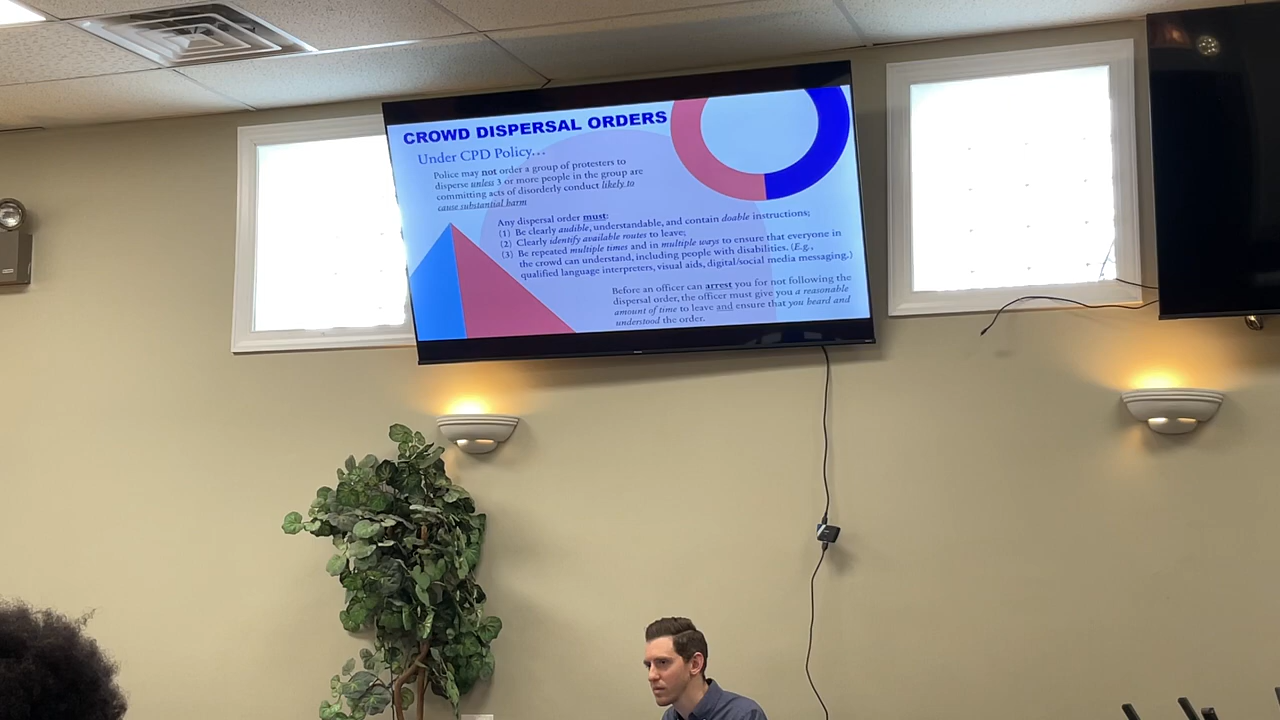 CROWD DISPERSAL ORDERS
Under CPD Policy…
Police may not order a group of protesters to
disperse unless 3 or more people in the group are
committing acts of disorderly conduct likely to
cause substantial harm
Any dispersal order must:
(1) Be clearly audible, understandable, and contain doable instructions;
(2) Clearly identify available routes to leave;
(3) Be repeated multiple times and in multiple ways to ensure that everyone in
the crowd can understand, including people with disabilities. (E.g.,
qualified language interpreters, visual aids, digital/social media messaging.)
Before an officer can arrest you for not following the
dispersal order, the officer must give you a reasonable
amount of time to leave and ensure that you heard and
understood the order.